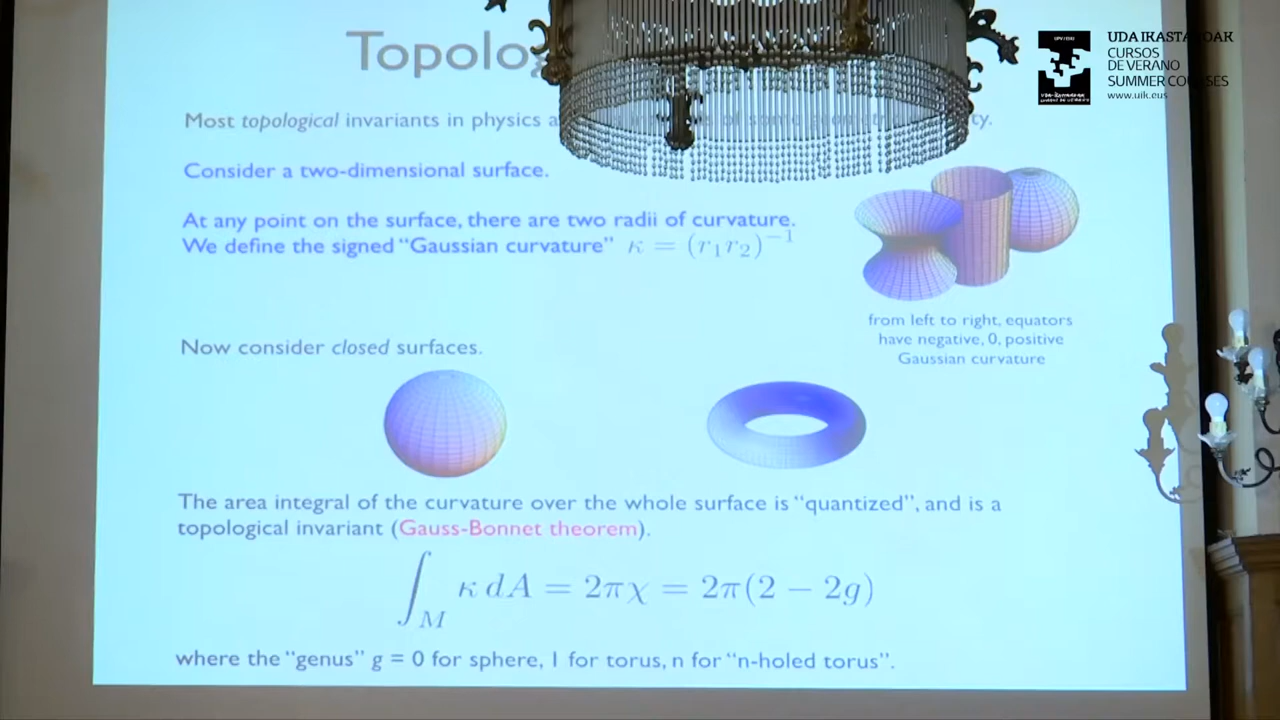 Topolo
UDA IKASTAROAK
CURSOS
DE VERANO
SUMMER COURSES
www.uik.eus
Most topological invariants in physics a
Consider a two-dimensional surface.
At any point on the surface, there are two radii of curvature.
We define the signed "Gaussian curvature" κ = (r₁r₂)⁻¹
from left to right, equators
have negative, 0, positive
Gaussian curvature
Now consider closed surfaces.
The area integral of the curvature over the whole surface is "quantized", and is a
topological invariant (Gauss-Bonnet theorem).
∫_M κ dA = 2πχ = 2π(2 − 2g)
where the "genus" g = 0 for sphere, 1 for torus, n for "n-holed torus".